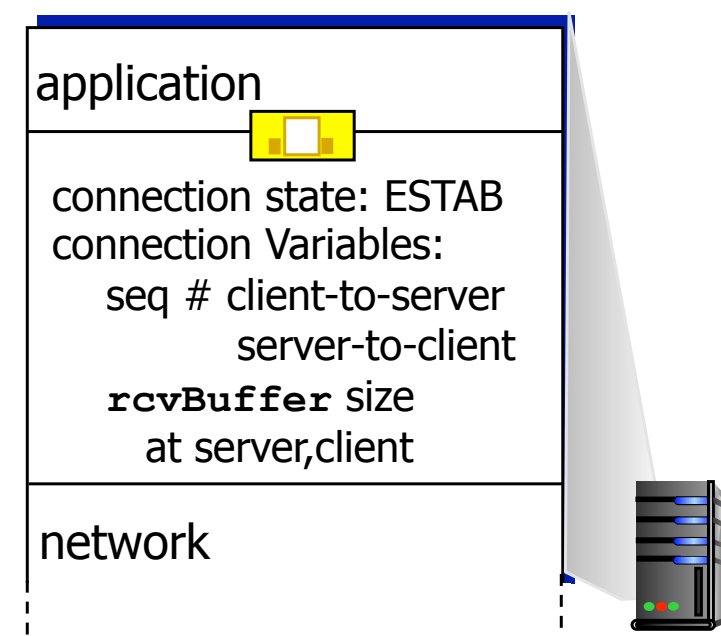 application
connection state: ESTAB
connection Variables:
seq # client-to-server
server-to-client
rcvBuffer size
at server,client
network